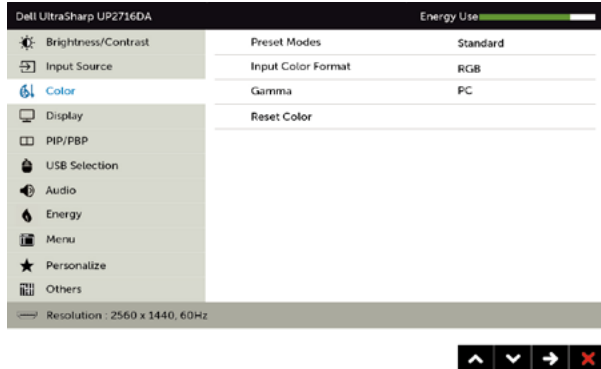 Dell UltraSharp UP2716DA Energy Use
Brightness/Contrast Preset Modes Standard
Input Source Input Color Format RGB
Color Gamma PC
Display Reset Color
PIP/PBP
USB Selection
Audio
Energy
Menu
Personalize
Others
Resolution : 2560 x 1440, 60Hz